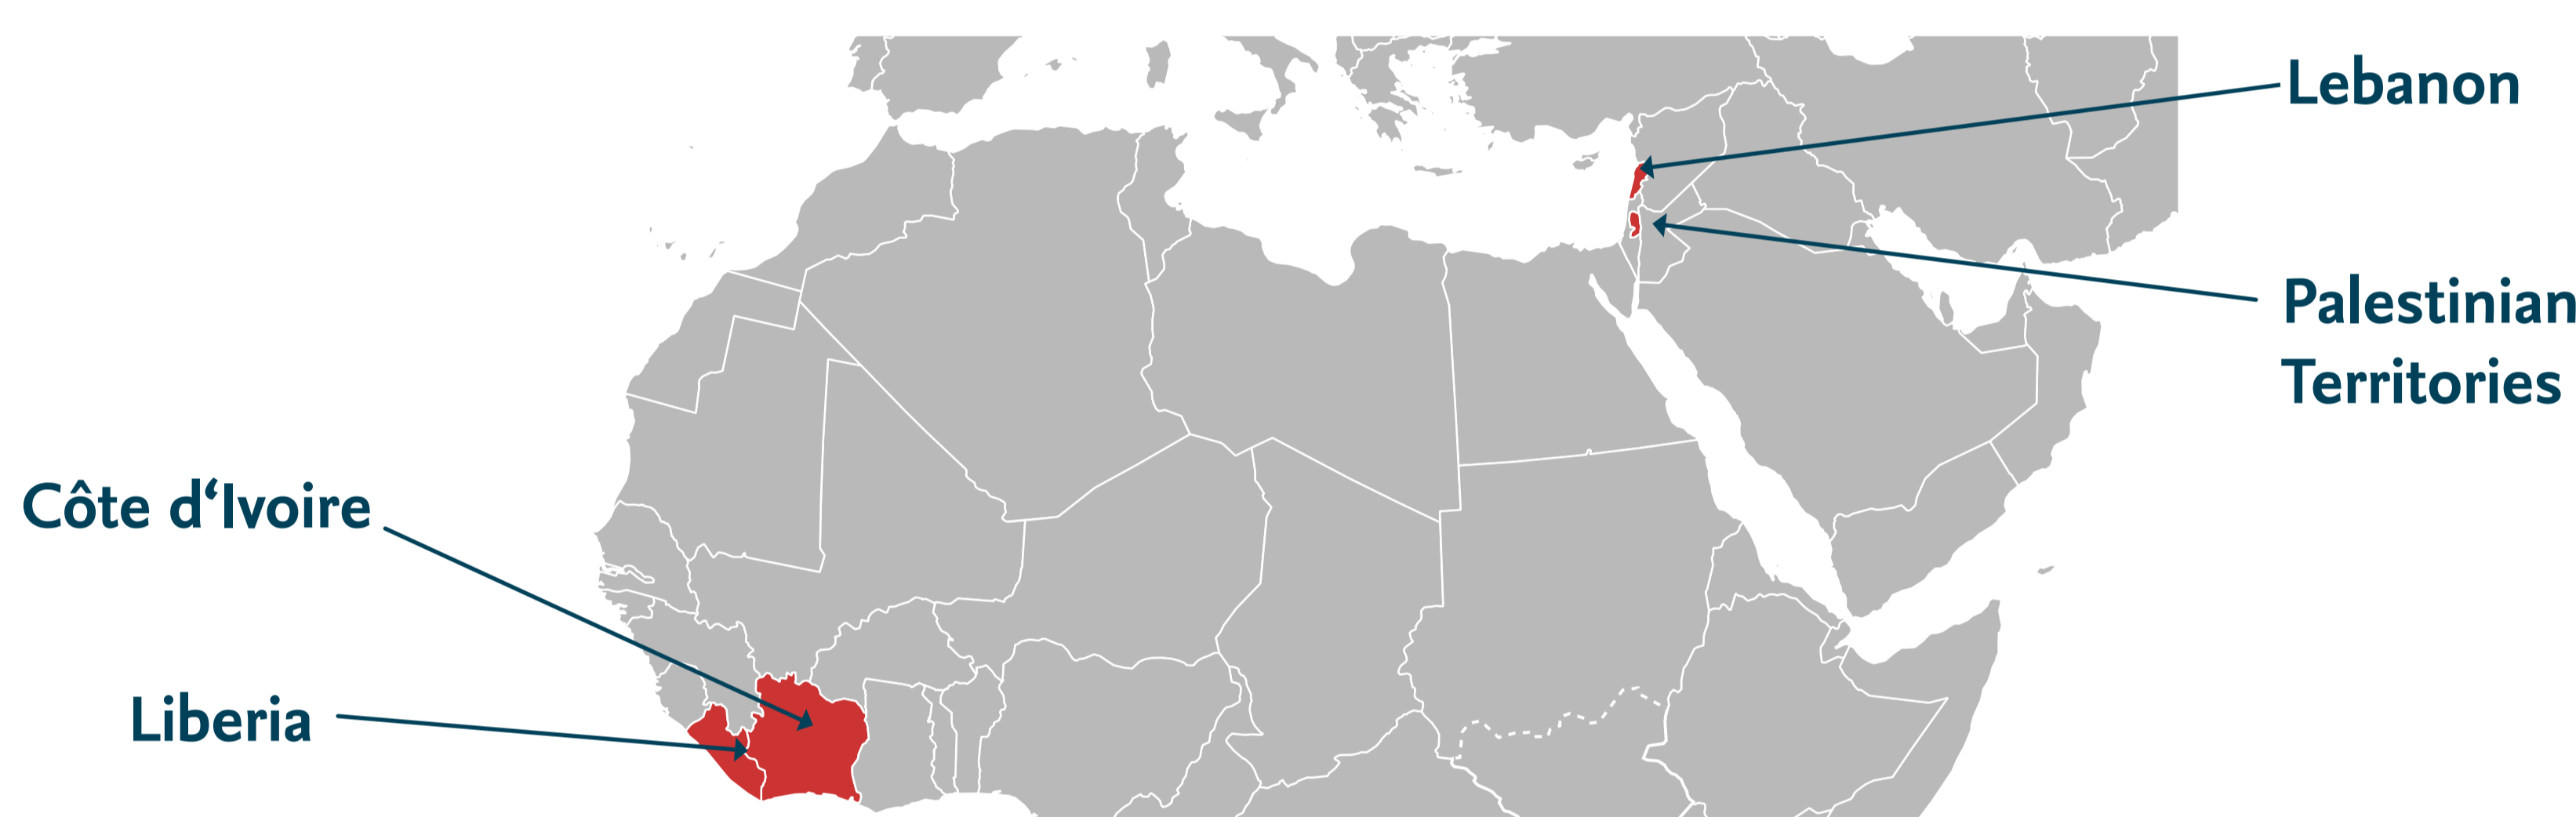 Lebanon
Palestinian
Territories
Côte d‘Ivoire
Liberia